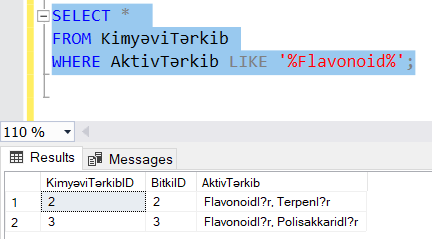 SELECT *
FROM KimyəviTərkib
WHERE AktivTərkib LIKE '%Flavonoid%';
110 %
Results Messages
KimyəviTərkibID BitkiID AktivTərkib
1 2 2 Flavonoidl?r, Terpenl?r
2 3 3 Flavonoidl?r, Polisakkaridl?r